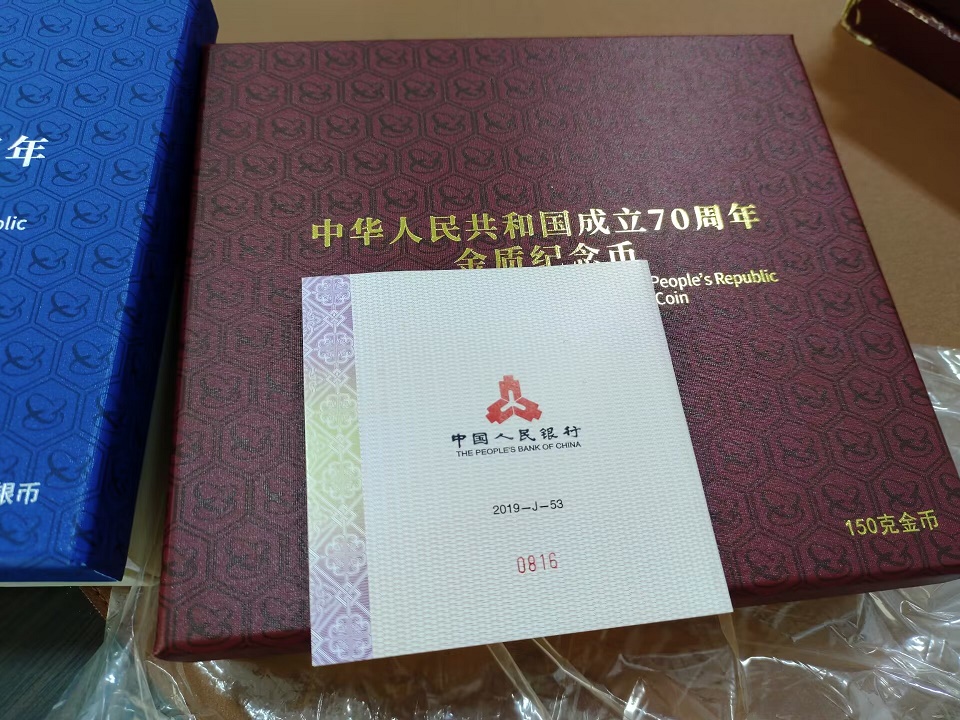 年
blic
银币
中华人民共和国成立70周年
金质纪念币
People's Republic
Coin
中国人民银行
THE PEOPLE'S BANK OF CHINA
2019-J-53
0816
150克金币